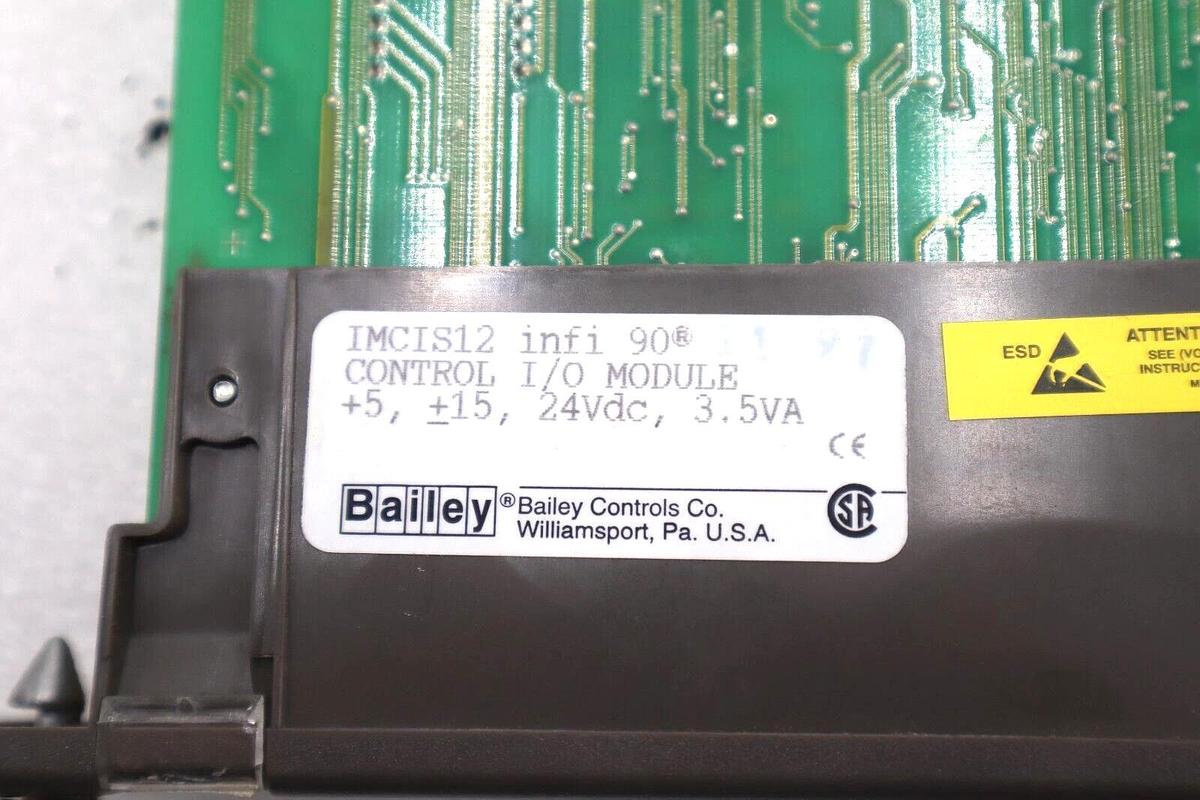 IMCIS12 infi 90®
CONTROL I/O MODULE
+5, ±15, 24Vdc, 3.5VA
CE
Bailey® Bailey Controls Co.
Williamsport, Pa. U.S.A.
SA
ESD
ATTENT
SEE (VO
INSTRUC
M